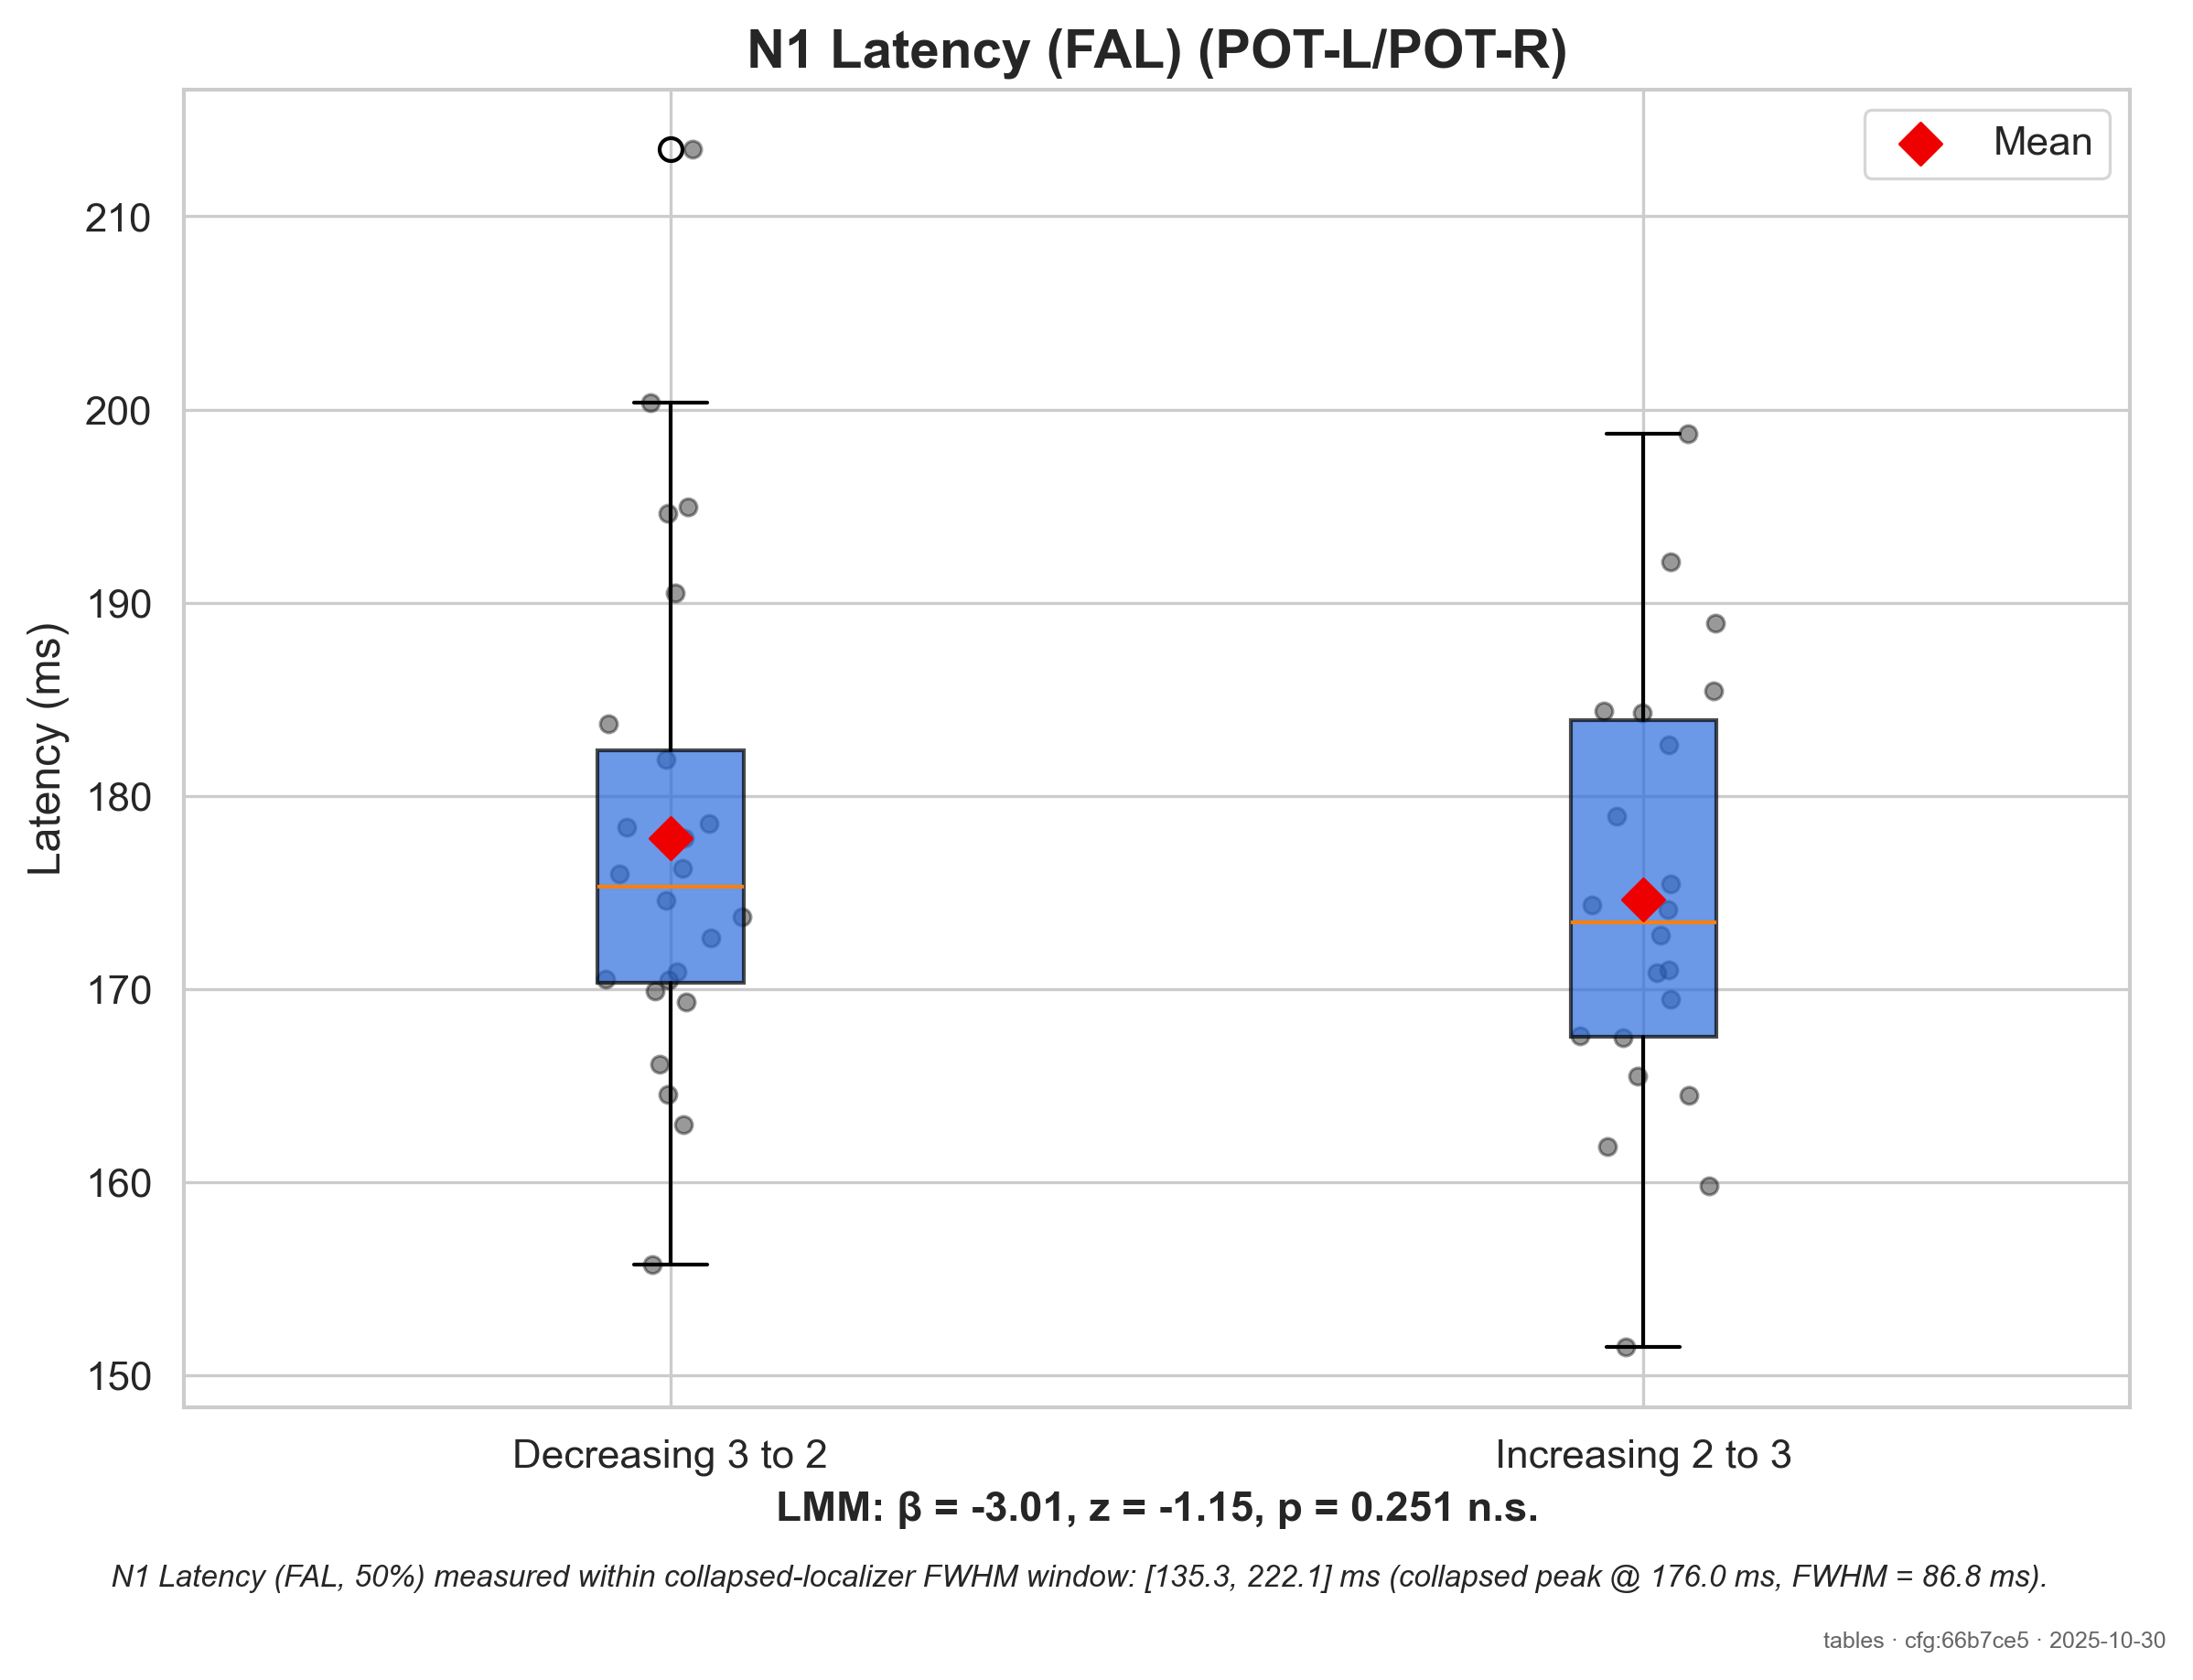 N1 Latency (FAL) (POT-L/POT-R)
Mean
Latency (ms)
210
200
190
180
170
160
150
Decreasing 3 to 2
Increasing 2 to 3
LMM: β = -3.01, z = -1.15, p = 0.251 n.s.
N1 Latency (FAL, 50%) measured within collapsed-localizer FWHM window: [135.3, 222.1] ms (collapsed peak @ 176.0 ms, FWHM = 86.8 ms).
tables · cfg:66b7ce5 · 2025-10-30